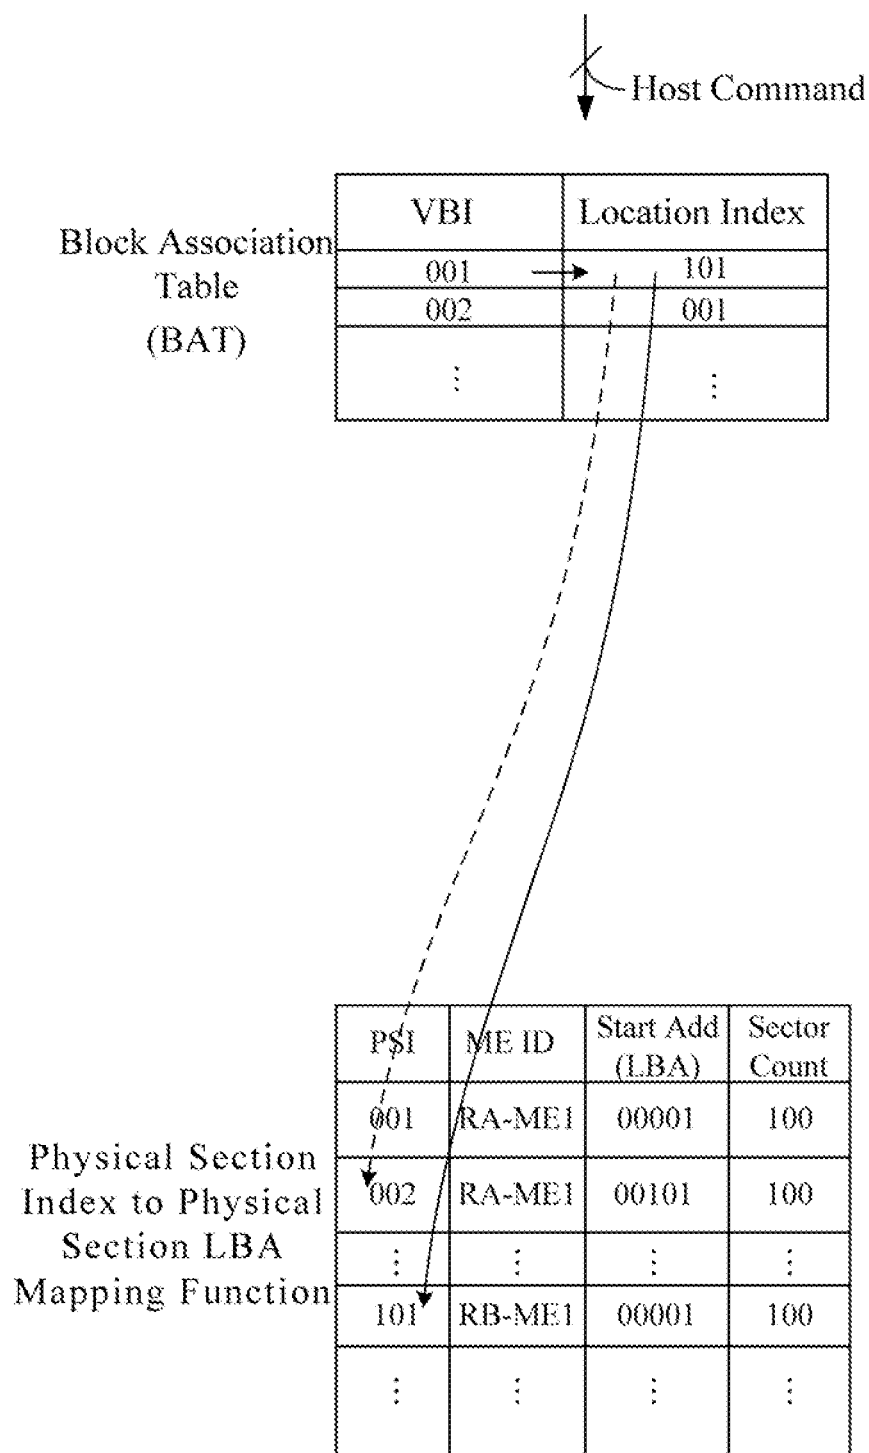 Host Command
Block Association
Table
(BAT)
VBI Location Index
001 101
002 001
⋮ ⋮
Physical Section
Index to Physical
Section LBA
Mapping Function
PSI ME ID Start Add (LBA) Sector Count
001 RA-ME1 00001 100
002 RA-ME1 00101 100
⋮ ⋮ ⋮ ⋮
101 RB-ME1 00001 100
⋮ ⋮ ⋮ ⋮